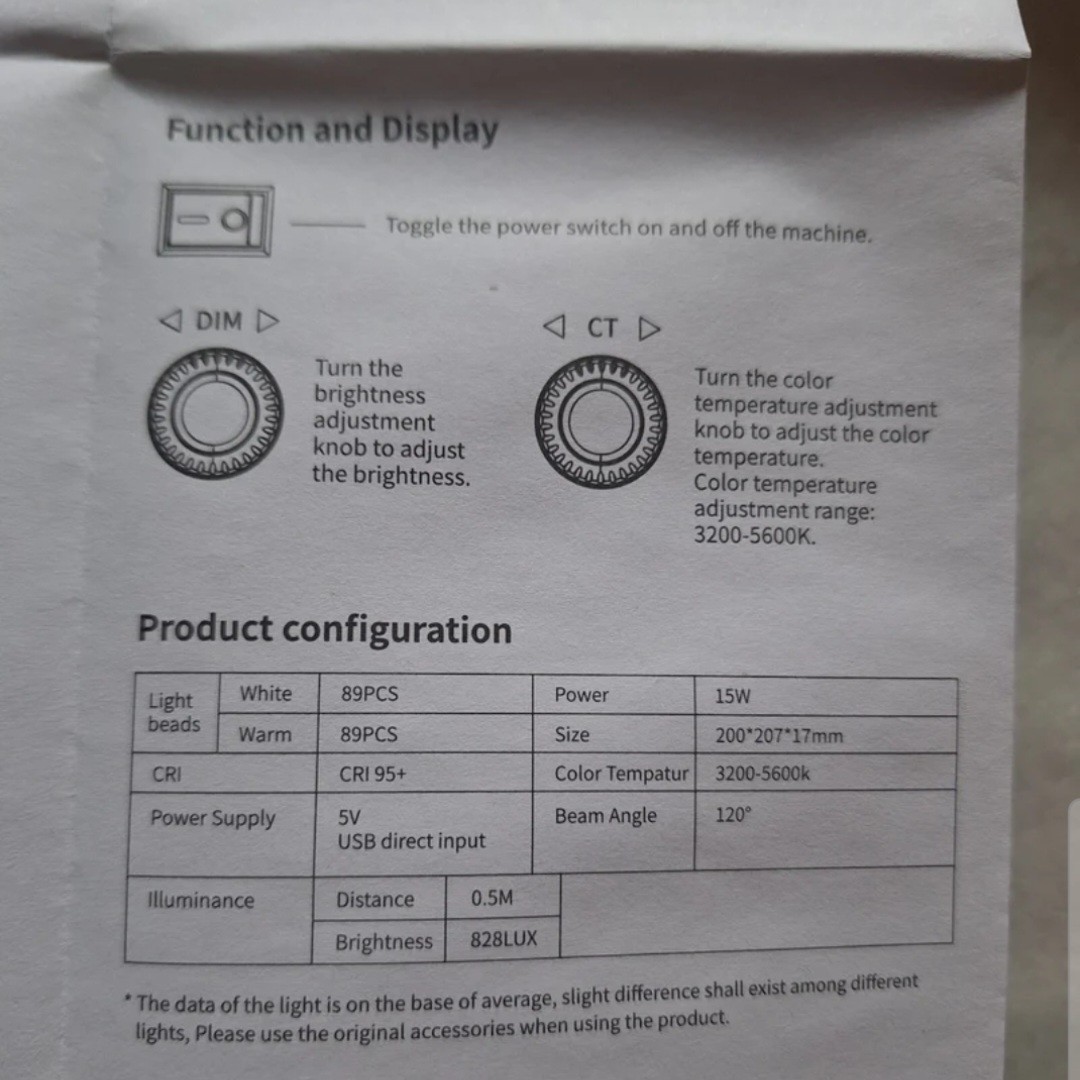 Function and Display
Toggle the power switch on and off the machine.
DIM
Turn the
brightness
adjustment
knob to adjust
the brightness.
CT
Turn the color
temperature adjustment
knob to adjust the color
temperature.
Color temperature
adjustment range:
3200-5600K.
Product configuration
Light
beads
White
89PCS
Power
15W
Warm
89PCS
Size
200*207*17mm
CRI
CRI 95+
Color Tempatur
3200-5600k
Power Supply
5V
USB direct input
Beam Angle
120°
Illuminance
Distance
0.5M
Brightness
828LUX
* The data of the light is on the base of average, slight difference shall exist among different
lights, Please use the original accessories when using the product.